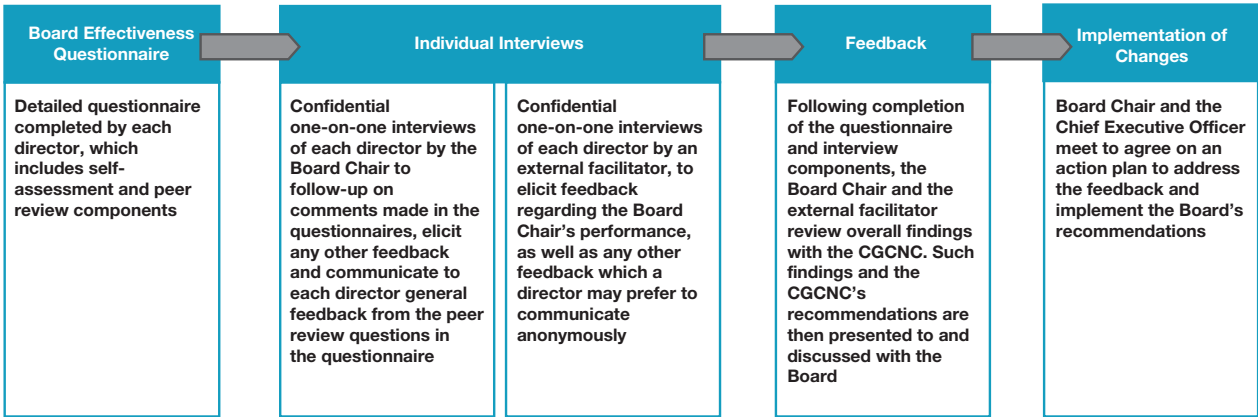 Board Effectiveness
Questionnaire
Detailed questionnaire
completed by each
director, which
includes self-
assessment and peer
review components
Individual Interviews
Confidential
one-on-one interviews
of each director by the
Board Chair to
follow-up on
comments made in the
questionnaires, elicit
any other feedback
and communicate to
each director general
feedback from the peer
review questions in
the questionnaire
Confidential
one-on-one interviews
of each director by an
external facilitator, to
elicit feedback
regarding the Board
Chair's performance,
as well as any other
feedback which a
director may prefer to
communicate
anonymously
Feedback
Following completion
of the questionnaire
and interview
components, the
Board Chair and the
external facilitator
review overall findings
with the CGCNC. Such
findings and the
CGCNC's
recommendations are
then presented to and
discussed with the
Board
Implementation of
Changes
Board Chair and the
Chief Executive Officer
meet to agree on an
action plan to address
the feedback and
implement the Board's
recommendations